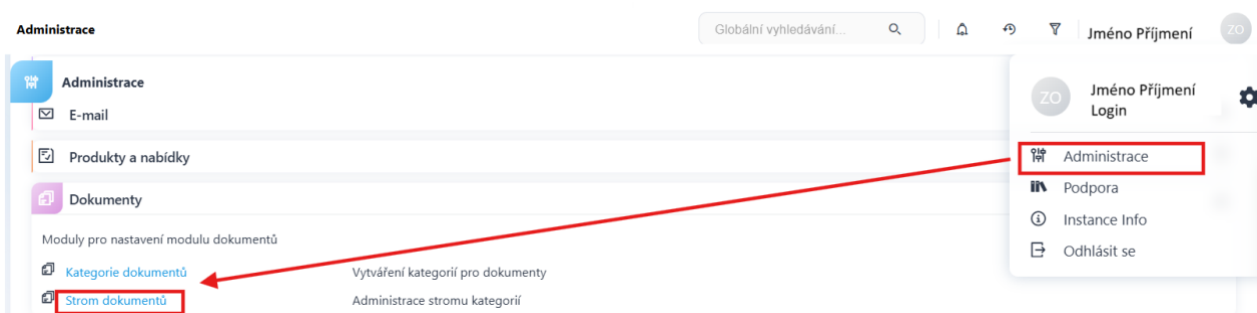 Administrace
Globální vyhledávání...
Jméno Příjmení
ZO
Administrace
E-mail
Produkty a nabídky
Dokumenty
Moduly pro nastavení modulu dokumentů
Kategorie dokumentů Vytváření kategorií pro dokumenty
Strom dokumentů Administrace stromu kategorií
ZO
Jméno Příjmení
Login
Administrace
Podpora
Instance Info
Odhlásit se